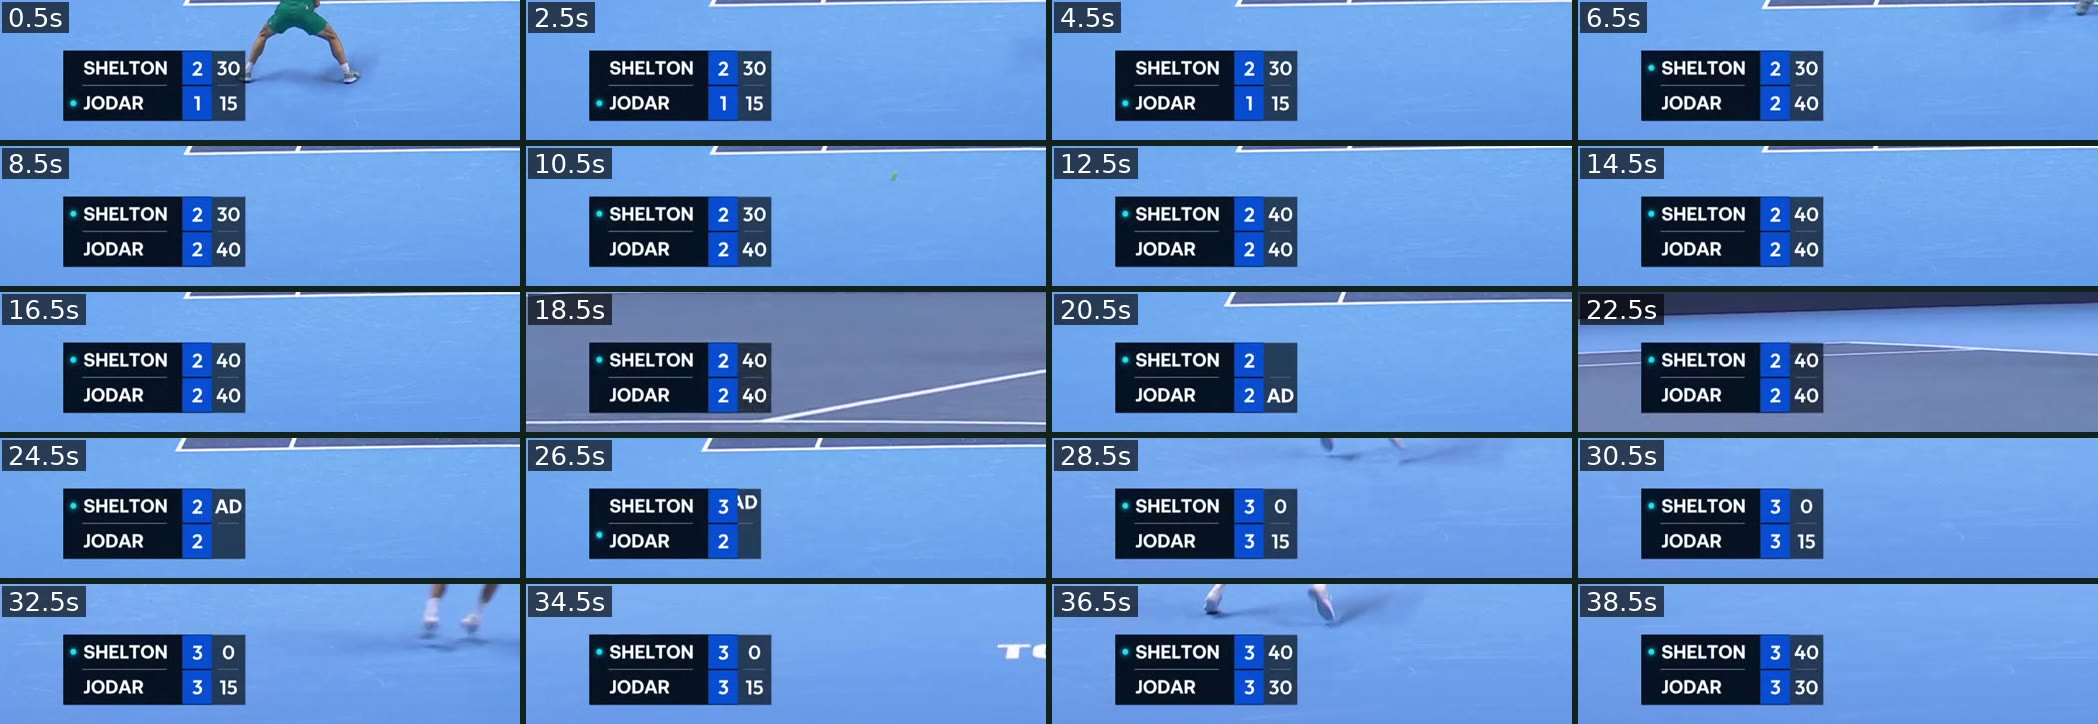 0.5s
SHELTON 2 30
JODAR 1 15
2.5s
SHELTON 2 30
JODAR 1 15
4.5s
SHELTON 2 30
JODAR 1 15
6.5s
SHELTON 2 30
JODAR 2 40
8.5s
SHELTON 2 30
JODAR 2 40
10.5s
SHELTON 2 30
JODAR 2 40
12.5s
SHELTON 2 40
JODAR 2 40
14.5s
SHELTON 2 40
JODAR 2 40
16.5s
SHELTON 2 40
JODAR 2 40
18.5s
SHELTON 2 40
JODAR 2 40
20.5s
SHELTON 2
JODAR 2 AD
22.5s
SHELTON 2 40
JODAR 2 40
24.5s
SHELTON 2 AD
JODAR 2
26.5s
SHELTON 3 AD
JODAR 2
28.5s
SHELTON 3 0
JODAR 3 15
30.5s
SHELTON 3 0
JODAR 3 15
32.5s
SHELTON 3 0
JODAR 3 15
34.5s
SHELTON 3 0
JODAR 3 15
36.5s
SHELTON 3 40
JODAR 3 30
38.5s
SHELTON 3 40
JODAR 3 30